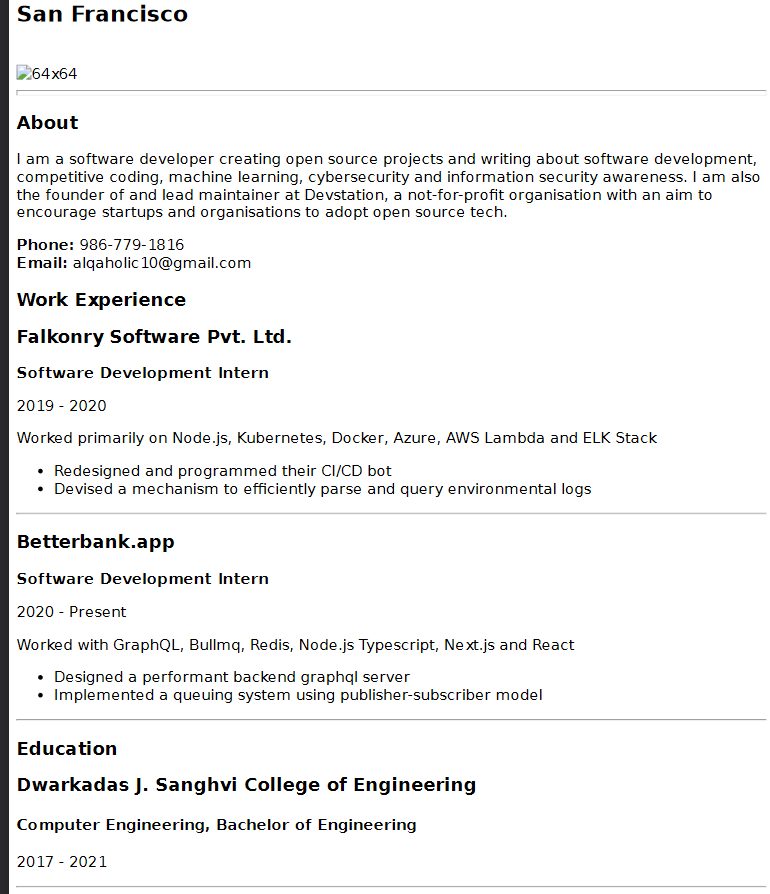 San Francisco
64x64
About
I am a software developer creating open source projects and writing about software development,
competitive coding, machine learning, cybersecurity and information security awareness. I am also
the founder of and lead maintainer at Devstation, a not-for-profit organisation with an aim to
encourage startups and organisations to adopt open source tech.
Phone: 986-779-1816
Email: alqaholic10@gmail.com
Work Experience
Falkonry Software Pvt. Ltd.
Software Development Intern
2019 - 2020
Worked primarily on Node.js, Kubernetes, Docker, Azure, AWS Lambda and ELK Stack
• Redesigned and programmed their CI/CD bot
• Devised a mechanism to efficiently parse and query environmental logs
Betterbank.app
Software Development Intern
2020 - Present
Worked with GraphQL, Bullmq, Redis, Node.js Typescript, Next.js and React
• Designed a performant backend graphql server
• Implemented a queuing system using publisher-subscriber model
Education
Dwarkadas J. Sanghvi College of Engineering
Computer Engineering, Bachelor of Engineering
2017 - 2021